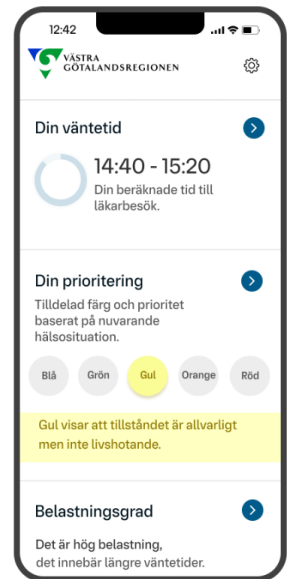 12:42
VÄSTRA
GÖTALANDSREGIONEN
Din väntetid
14:40 - 15:20
Din beräknade tid till
läkarbesök.
Din prioritering
Tilldelad färg och prioritet
baserat på nuvarande
hälsosituation.
Blå Grön Gul Orange Röd
Gul visar att tillståndet är allvarligt
men inte livshotande.
Belastningsgrad
Det är hög belastning,
det innebär längre väntetider.